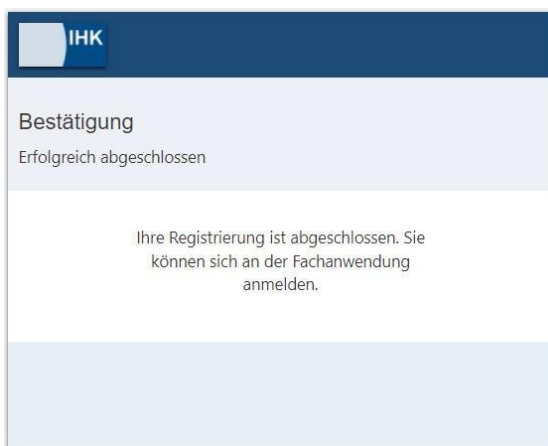 IHK
Bestätigung
Erfolgreich abgeschlossen
Ihre Registrierung ist abgeschlossen. Sie
können sich an der Fachanwendung
anmelden.